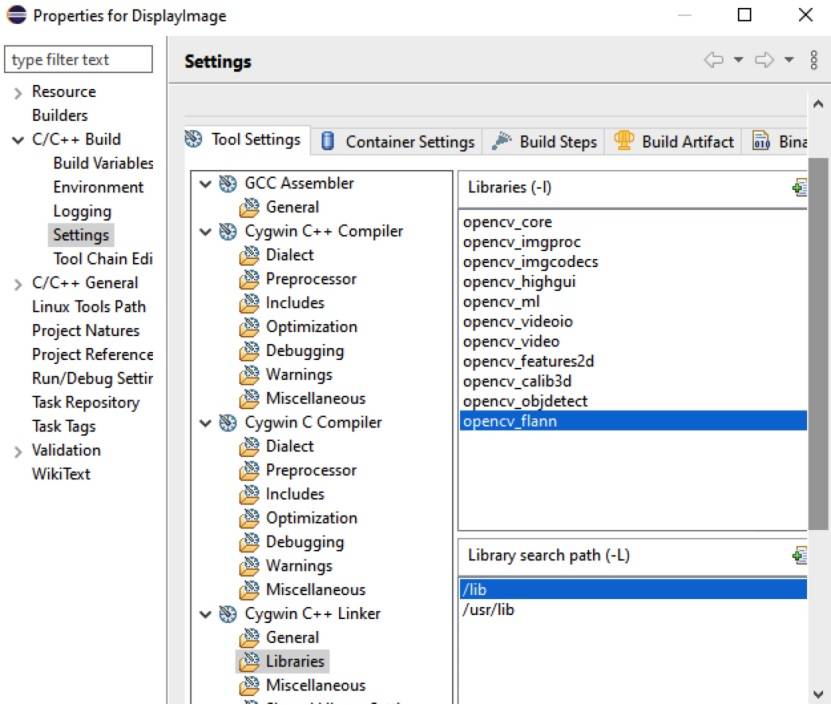 Properties for DisplayImage
type filter text
Resource
Builders
C/C++ Build
Build Variables
Environment
Logging
Settings
Tool Chain Edi
C/C++ General
Linux Tools Path
Project Natures
Project Reference
Run/Debug Settir
Task Repository
Task Tags
Validation
WikiText
Settings
Tool Settings
Container Settings
Build Steps
Build Artifact
Bina
GCC Assembler
General
Cygwin C++ Compiler
Dialect
Preprocessor
Includes
Optimization
Debugging
Warnings
Miscellaneous
Cygwin C Compiler
Dialect
Preprocessor
Includes
Optimization
Debugging
Warnings
Miscellaneous
Cygwin C++ Linker
General
Libraries
Miscellaneous
Libraries (-l)
opencv_core
opencv_imgproc
opencv_imgcodecs
opencv_highgui
opencv_ml
opencv_videoio
opencv_video
opencv_features2d
opencv_calib3d
opencv_objdetect
opencv_flann
Library search path (-L)
/lib
/usr/lib